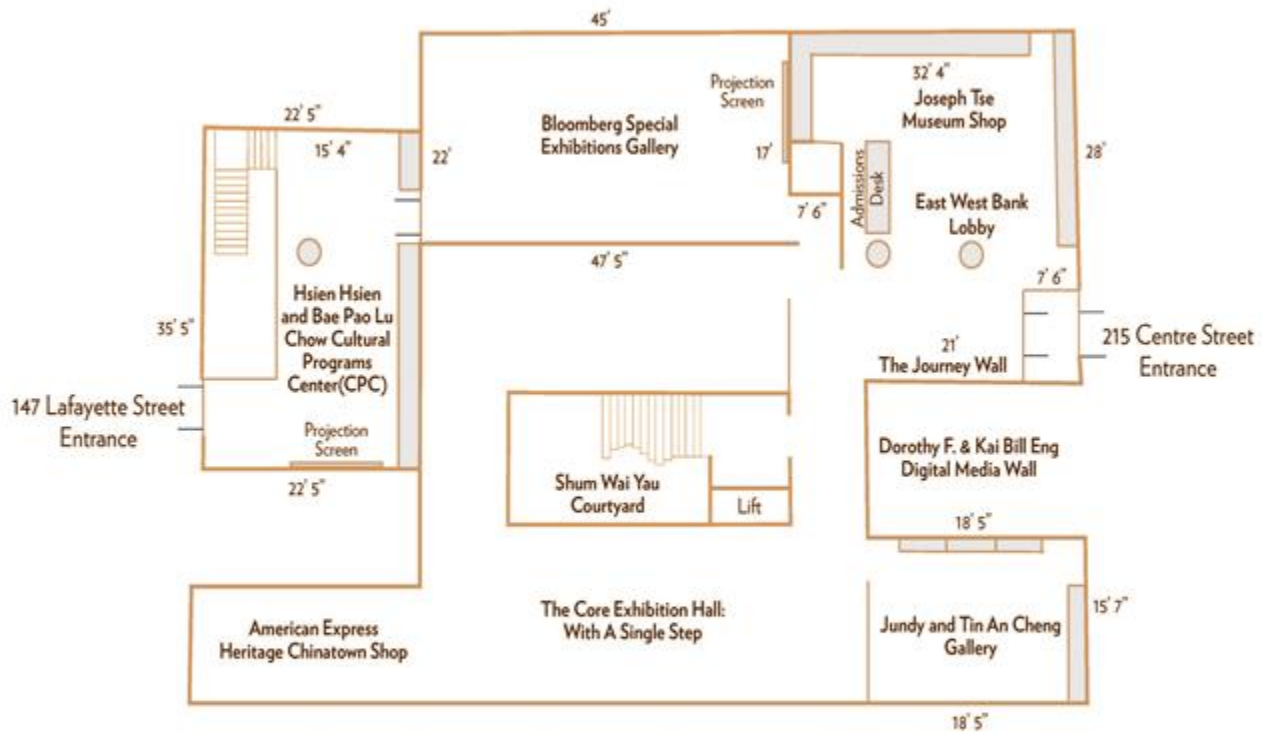 45'
Projection
Screen
32' 4"
Joseph Tse
Museum Shop
22' 5"
15' 4"
22'
Bloomberg Special
Exhibitions Gallery
17'
28'
Admissions
Desk
7' 6"
East West Bank
Lobby
47' 5"
7' 6"
Hsien Hsien
and Bae Pao Lu
Chow Cultural
Programs
Center(CPC)
35' 5"
21'
The Journey Wall
215 Centre Street
Entrance
147 Lafayette Street
Entrance
Projection
Screen
22' 5"
Dorothy F. & Kai Bill Eng
Digital Media Wall
Shum Wai Yau
Courtyard
Lift
18' 5"
15' 7"
American Express
Heritage Chinatown Shop
The Core Exhibition Hall:
With A Single Step
Jundy and Tin An Cheng
Gallery
18' 5"